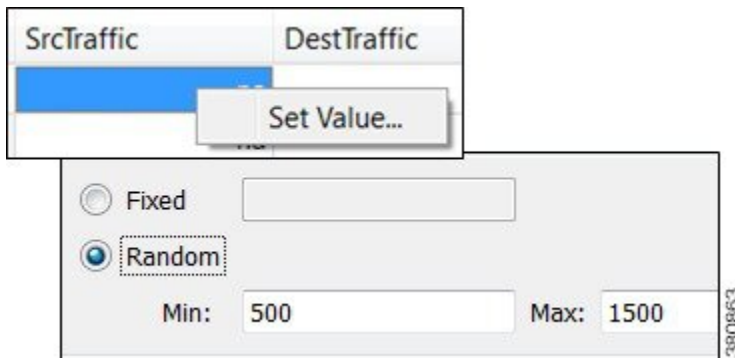 SrcTraffic DestTraffic
Set Value...
Fixed
Random
Min: 500 Max: 1500
380863